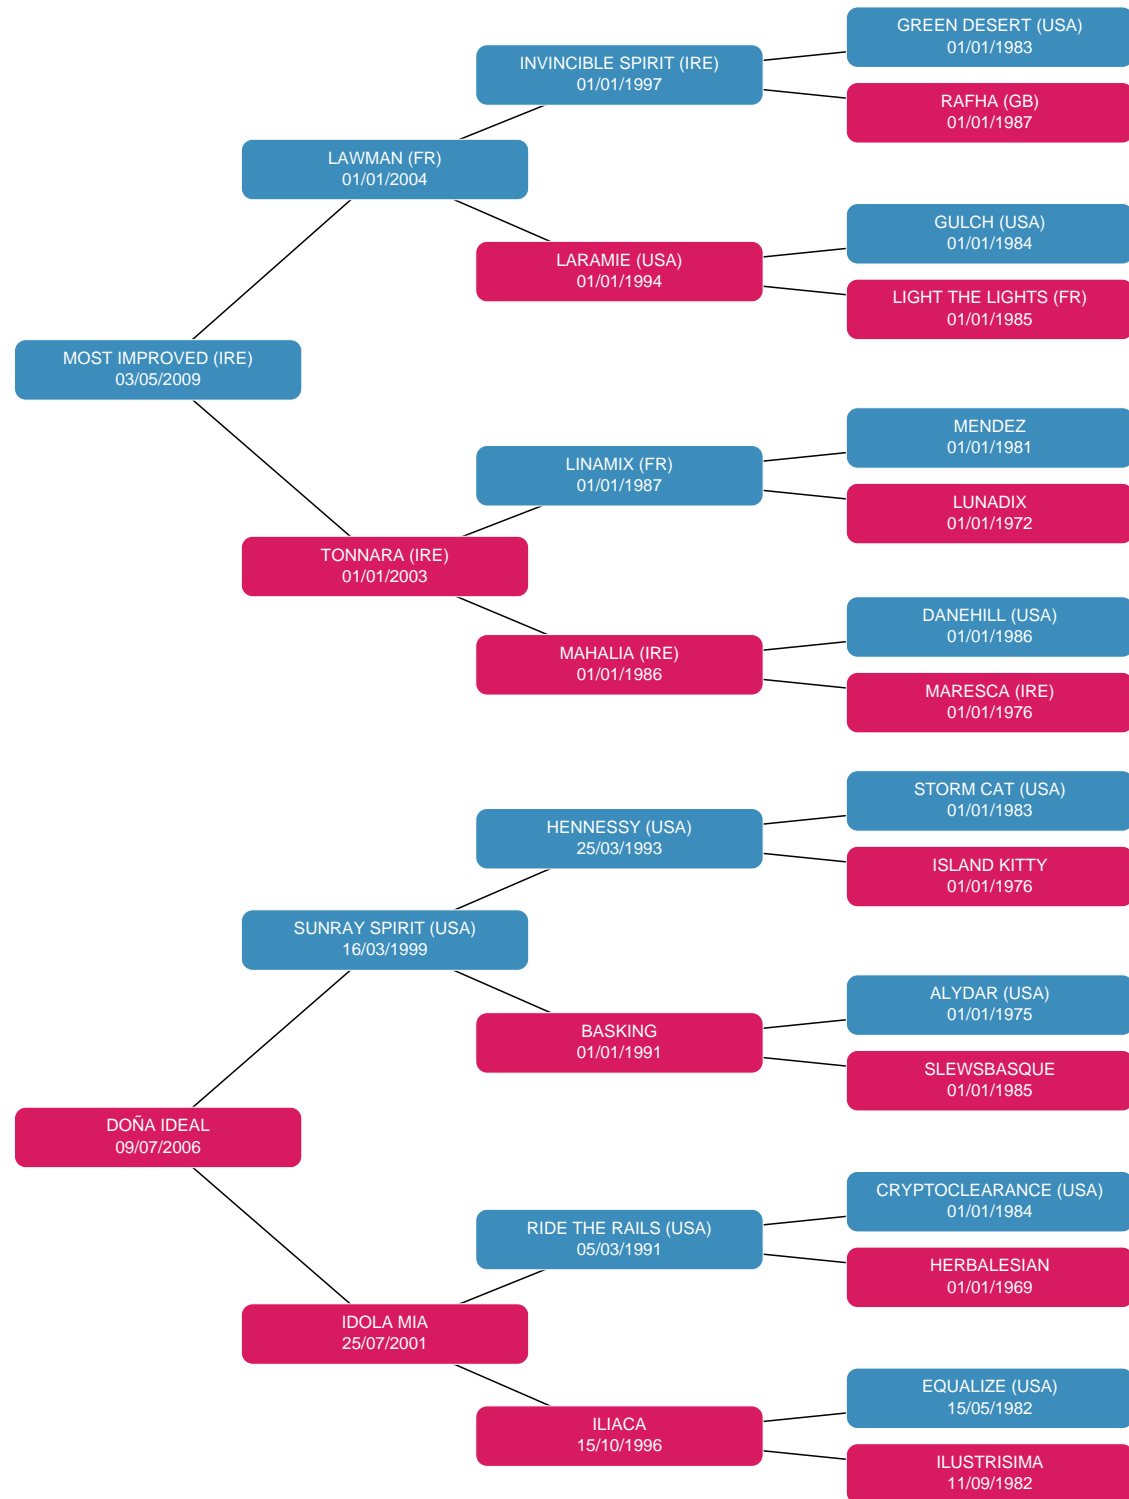 GREEN DESERT (USA)
01/01/1983
INVINCIBLE SPIRIT (IRE)
01/01/1997
RAFHA (GB)
01/01/1987
LAWMAN (FR)
01/01/2004
GULCH (USA)
01/01/1984
LARAMIE (USA)
01/01/1994
LIGHT THE LIGHTS (FR)
01/01/1985
MOST IMPROVED (IRE)
03/05/2009
MENDEZ
01/01/1981
LINAMIX (FR)
01/01/1987
LUNADIX
01/01/1972
TONNARA (IRE)
01/01/2003
DANEHILL (USA)
01/01/1986
MAHALIA (IRE)
01/01/1986
MARESCA (IRE)
01/01/1976
STORM CAT (USA)
01/01/1983
HENNESSY (USA)
25/03/1993
ISLAND KITTY
01/01/1976
SUNRAY SPIRIT (USA)
16/03/1999
ALYDAR (USA)
01/01/1975
BASKING
01/01/1991
SLEWSBASQUE
01/01/1985
DOÑA IDEAL
09/07/2006
CRYPTOCLEARANCE (USA)
01/01/1984
RIDE THE RAILS (USA)
05/03/1991
HERBALESIAN
01/01/1969
IDOLA MIA
25/07/2001
EQUALIZE (USA)
15/05/1982
ILIACA
15/10/1996
ILUSTRISIMA
11/09/1982